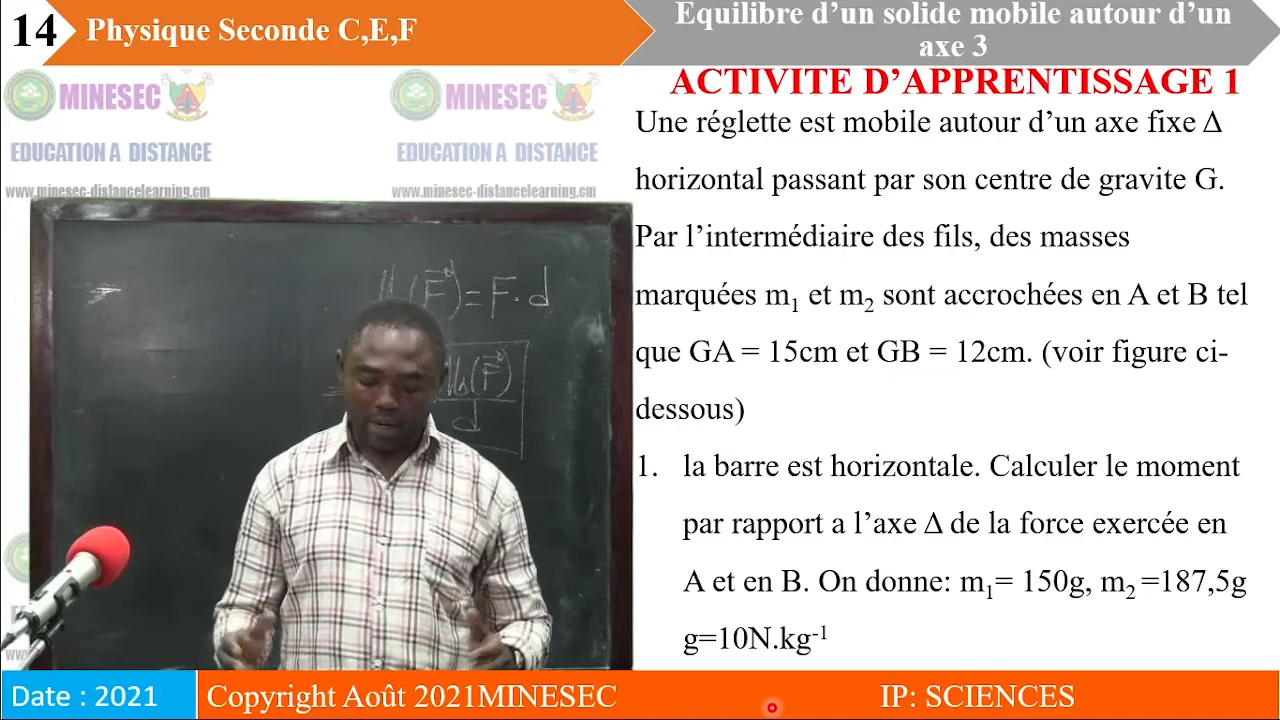 14
Physique Seconde C,E,F
Equilibre d’un solide mobile autour d’un
axe 3
MINESEC
EDUCATION A DISTANCE
www.minesec-distancelearning.cm
MINESEC
EDUCATION A DISTANCE
www.minesec-distancelearning.cm
ACTIVITE D’APPRENTISSAGE 1
Une réglette est mobile autour d’un axe fixe Δ
horizontal passant par son centre de gravite G.
Par l’intermédiaire des fils, des masses
marquées m₁ et m₂ sont accrochées en A et B tel
que GA = 15cm et GB = 12cm. (voir figure ci-
dessous)
1. la barre est horizontale. Calculer le moment
par rapport a l’axe Δ de la force exercée en
A et en B. On donne: m₁= 150g, m₂ =187,5g
g=10N.kg⁻¹
(F⃗)= F. d
(F⃗)
d
Date : 2021
Copyright Août 2021MINESEC
IP: SCIENCES